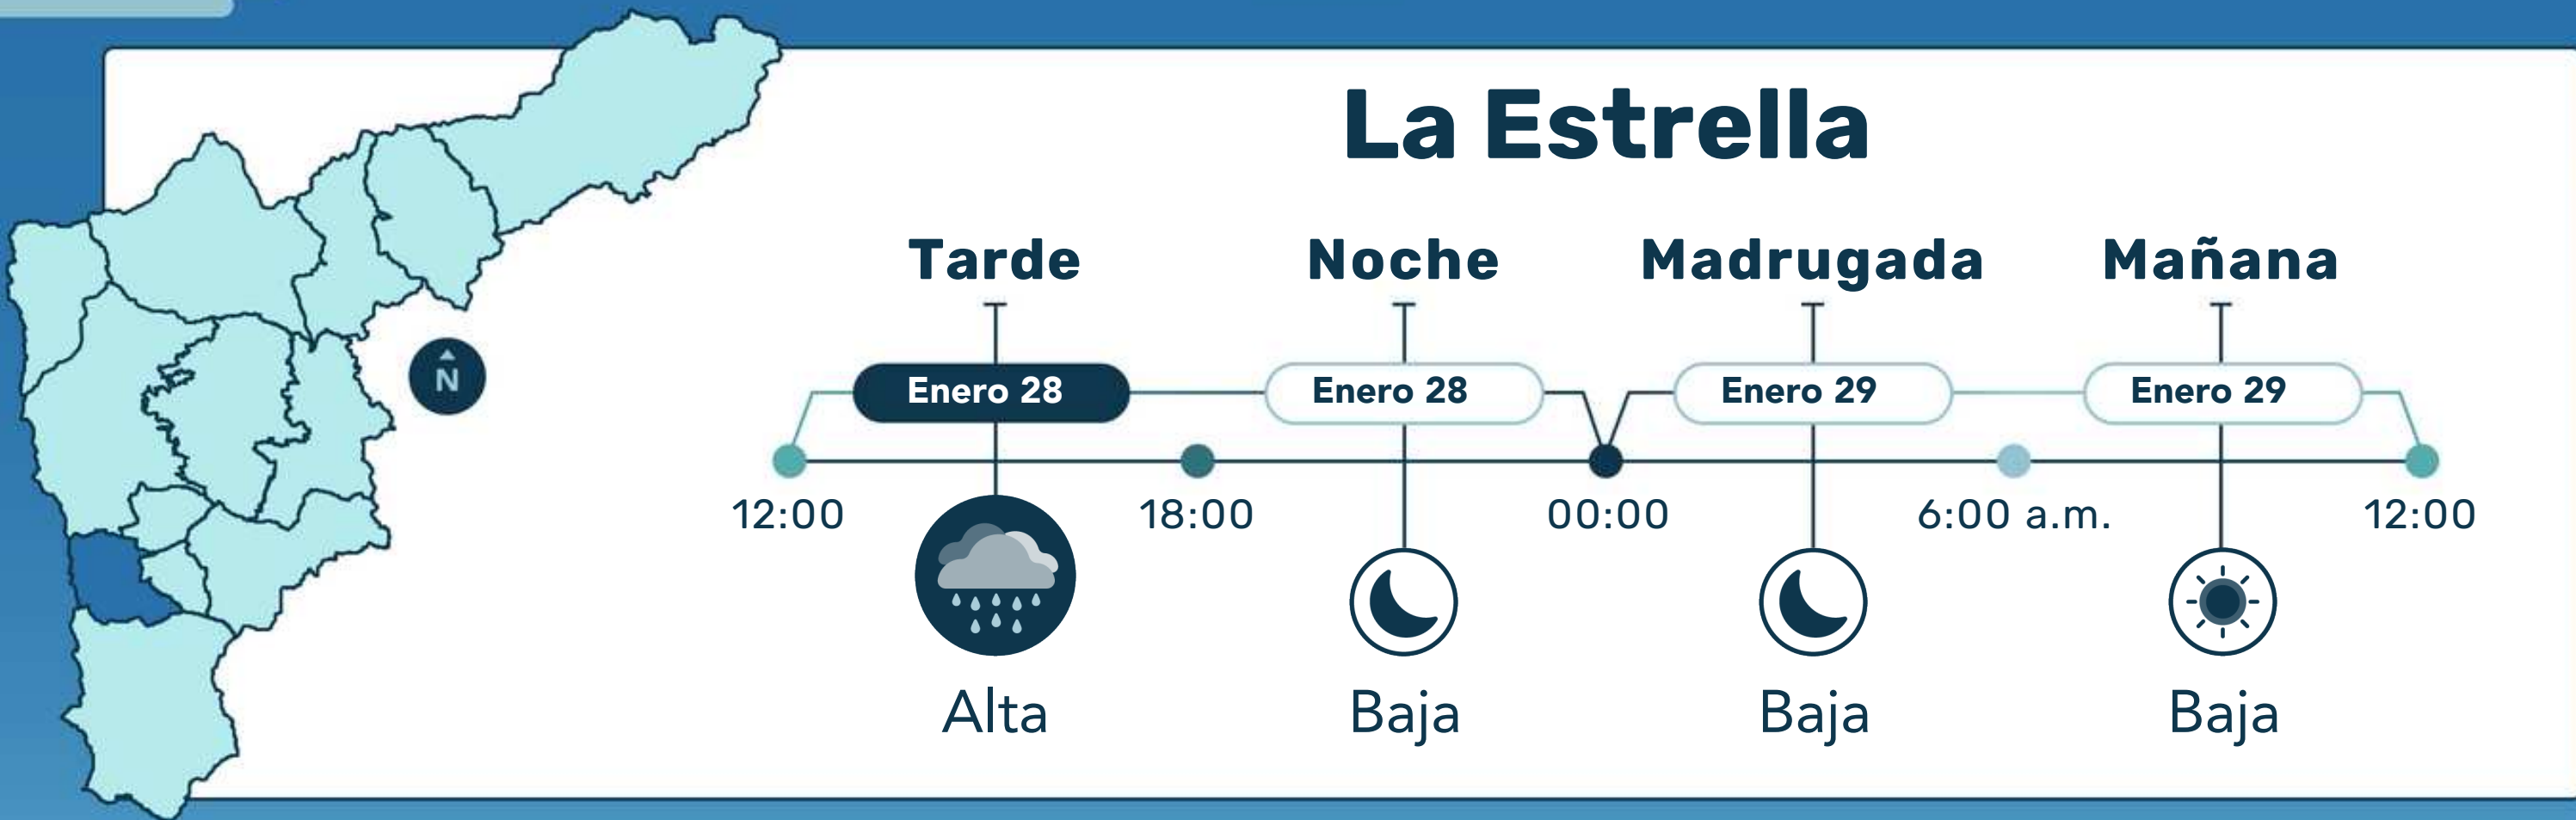 La Estrella
Tarde Noche Madrugada Mañana
N
Enero 28 Enero 28 Enero 29 Enero 29
12:00 18:00 00:00 6:00 a.m. 12:00
Alta Baja Baja Baja